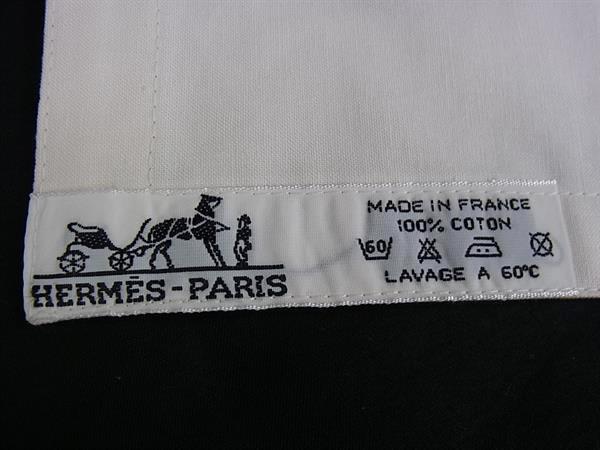 HERMÈS-PARIS
MADE IN FRANCE
100% COTON
60
LAVAGE A 60°C